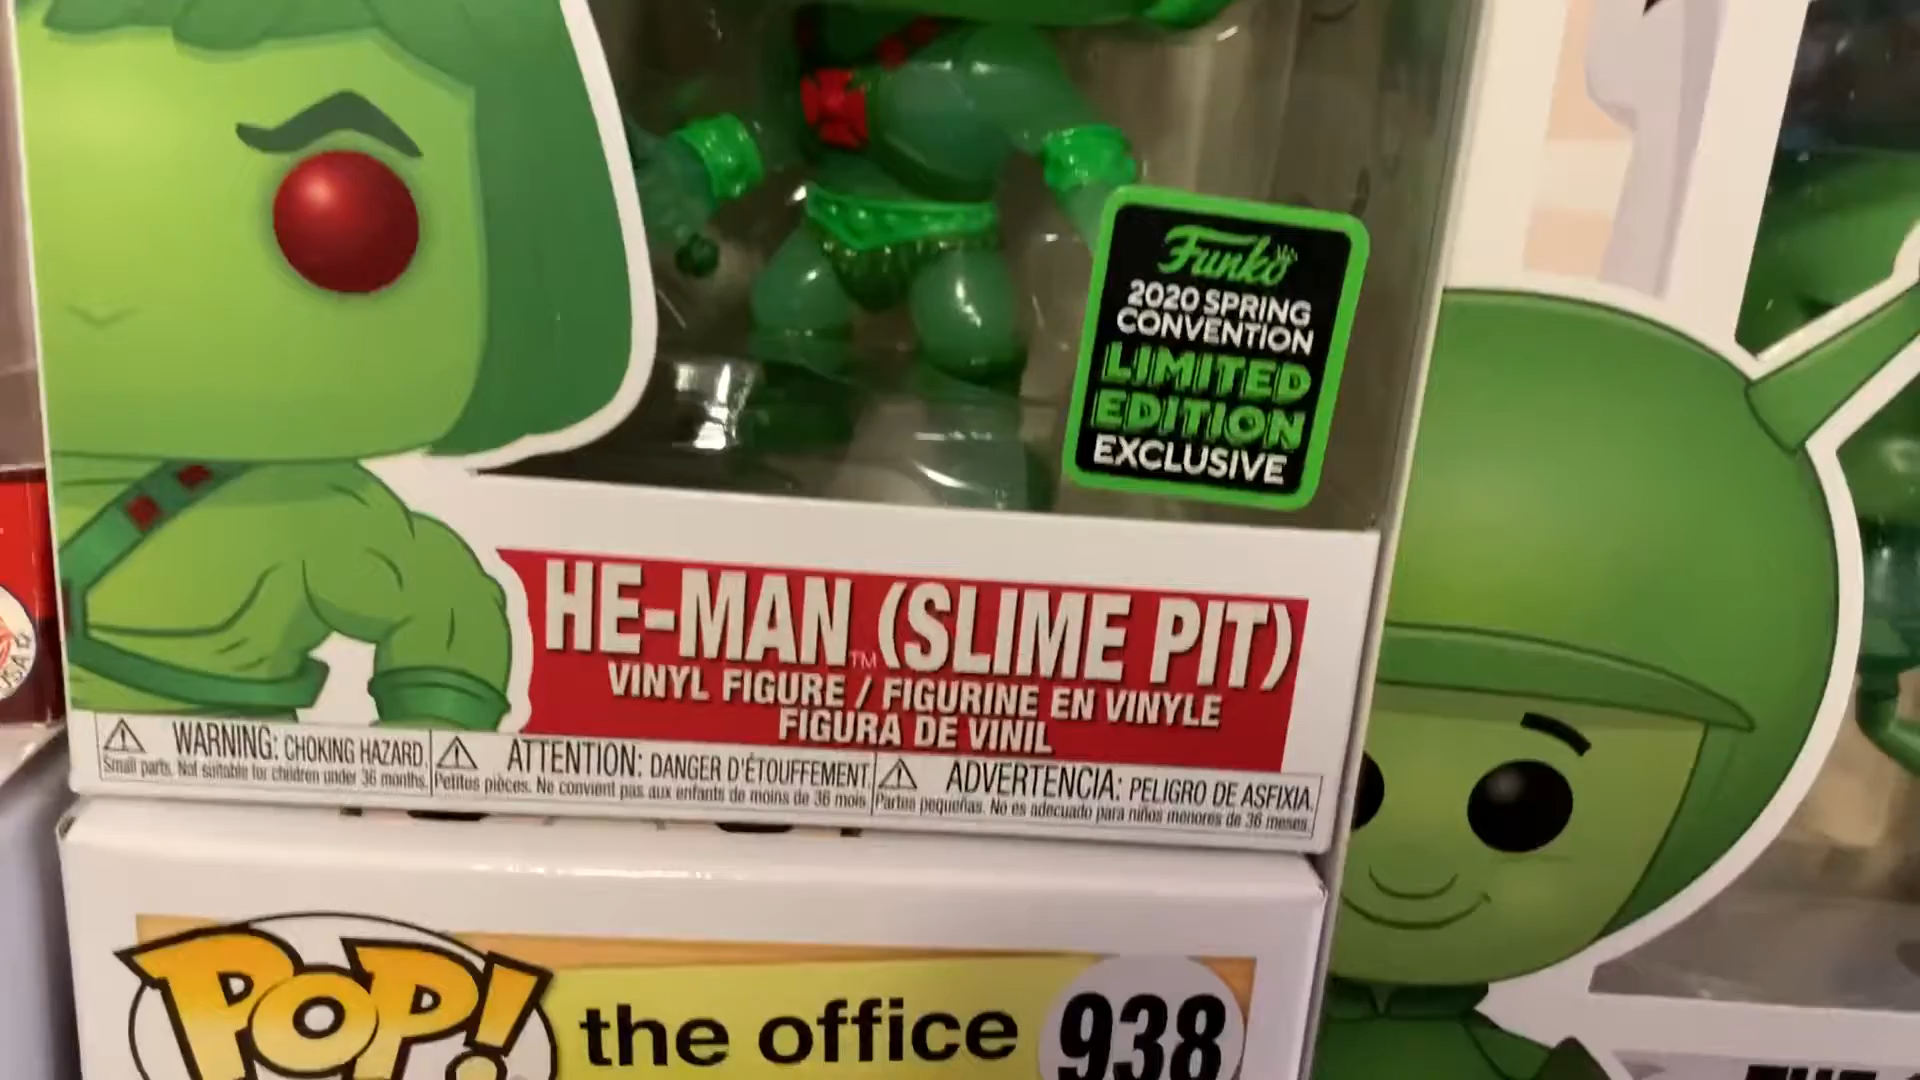 Funko
2020 SPRING
CONVENTION
LIMITED
EDITION
EXCLUSIVE
HE-MAN™ (SLIME PIT)
VINYL FIGURE / FIGURINE EN VINYLE
FIGURA DE VINIL
WARNING: CHOKING HAZARD.
Small parts. Not suitable for children under 36 months.
ATTENTION: DANGER D'ÉTOUFFEMENT.
Petites pièces. Ne convient pas aux enfants de moins de 36 mois
ADVERTENCIA: PELIGRO DE ASFIXIA.
Partes pequeñas. No es adecuado para niños menores de 36 meses.
POP!
the office
938
USA